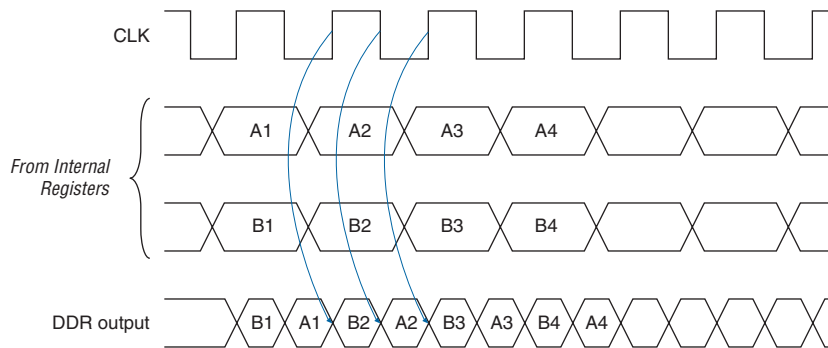 CLK
A1 A2 A3 A4
From Internal
Registers
B1 B2 B3 B4
DDR output B1 A1 B2 A2 B3 A3 B4 A4